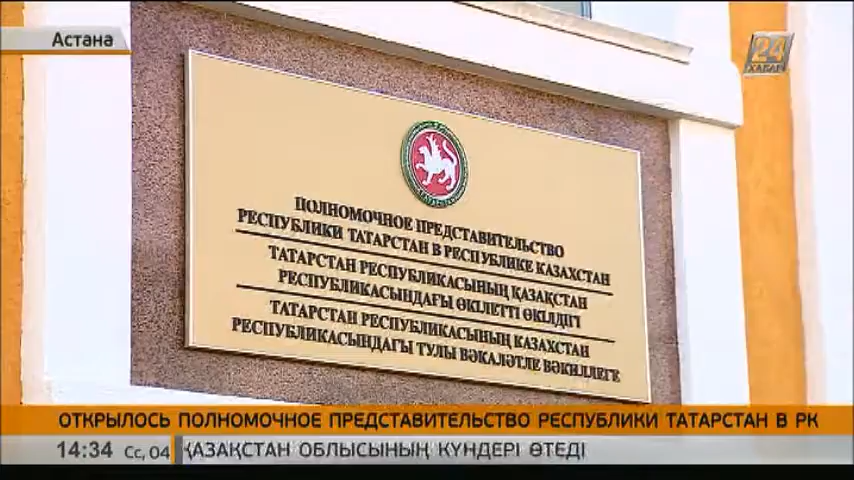 Астана
24
ХАБАР
ТАТАРСТАН
ПОЛНОМОЧНОЕ ПРЕДСТАВИТЕЛЬСТВО
РЕСПУБЛИКИ ТАТАРСТАН В РЕСПУБЛИКЕ КАЗАХСТАН
ТАТАРСТАН РЕСПУБЛИКАСЫНЫҢ ҚАЗАҚСТАН
РЕСПУБЛИКАСЫНДАҒЫ ӨКІЛЕТТІ ӨКІЛДІГІ
ТАТАРСТАН РЕСПУБЛИКАСЫНЫҢ КАЗАХСТАН
РЕСПУБЛИКАСЫНДАГЫ ТУЛЫ ВӘКАЛӘТЛЕ ВӘКИЛЛЕГЕ
ОТКРЫЛОСЬ ПОЛНОМОЧНОЕ ПРЕДСТАВИТЕЛЬСТВО РЕСПУБЛИКИ ТАТАРСТАН В РК
14:34 Сс, 04 ҚАЗАҚСТАН ОБЛЫСЫНЫҢ КҮНДЕРІ ӨТЕДІ